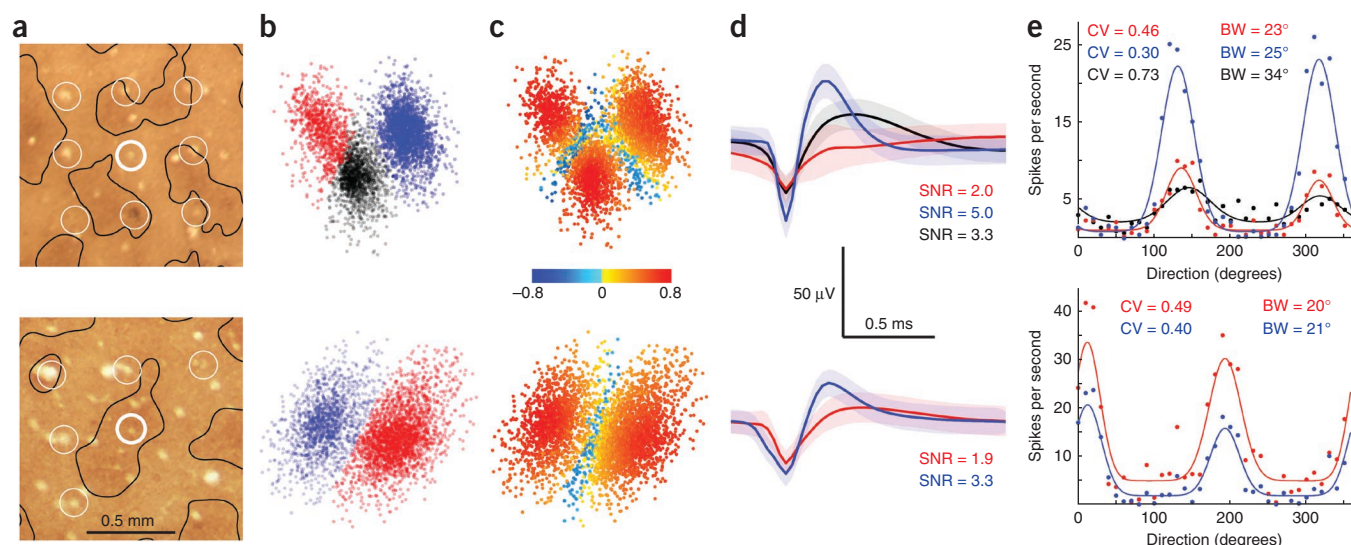 a
b
c
d
e
0.5 mm
–0.8 0 0.8
SNR = 2.0
SNR = 5.0
SNR = 3.3
50 µV
0.5 ms
SNR = 1.9
SNR = 3.3
CV = 0.46 BW = 23°
CV = 0.30 BW = 25°
CV = 0.73 BW = 34°
Spikes per second
25
15
5
0 100 200 300
Direction (degrees)
CV = 0.49 BW = 20°
CV = 0.40 BW = 21°
Spikes per second
40
30
20
10
0 100 200 300
Direction (degrees)